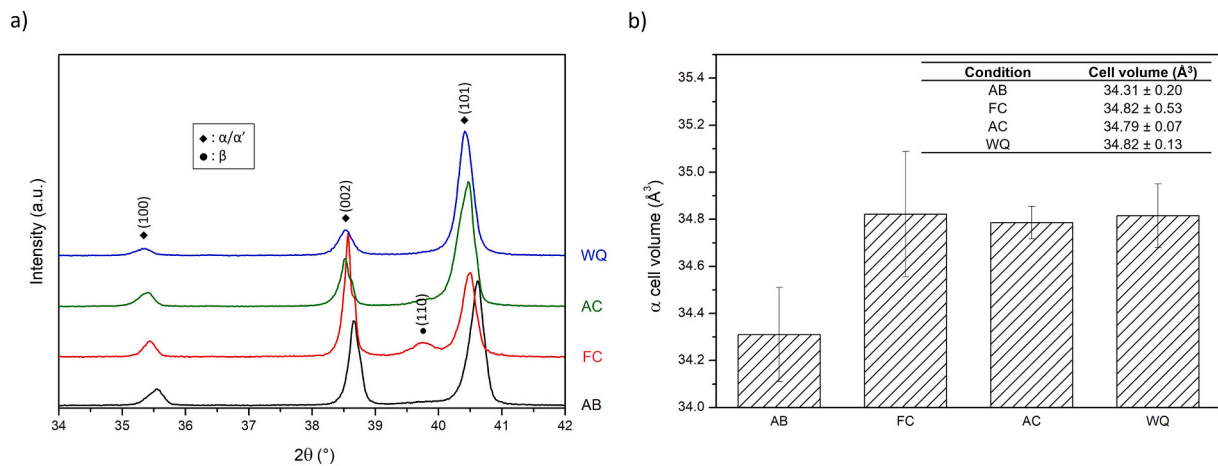 a)
(100)
(002)
(110)
(101)
◆ : α/α’
● : β
WQ
AC
FC
AB
Intensity (a.u.)
34 35 36 37 38 39 40 41 42
2θ (°)
b)
Condition Cell volume (Å³)
AB 34.31 ± 0.20
FC 34.82 ± 0.53
AC 34.79 ± 0.07
WQ 34.82 ± 0.13
α cell volume (Å³)
35.4
35.2
35.0
34.8
34.6
34.4
34.2
34.0
AB FC AC WQ